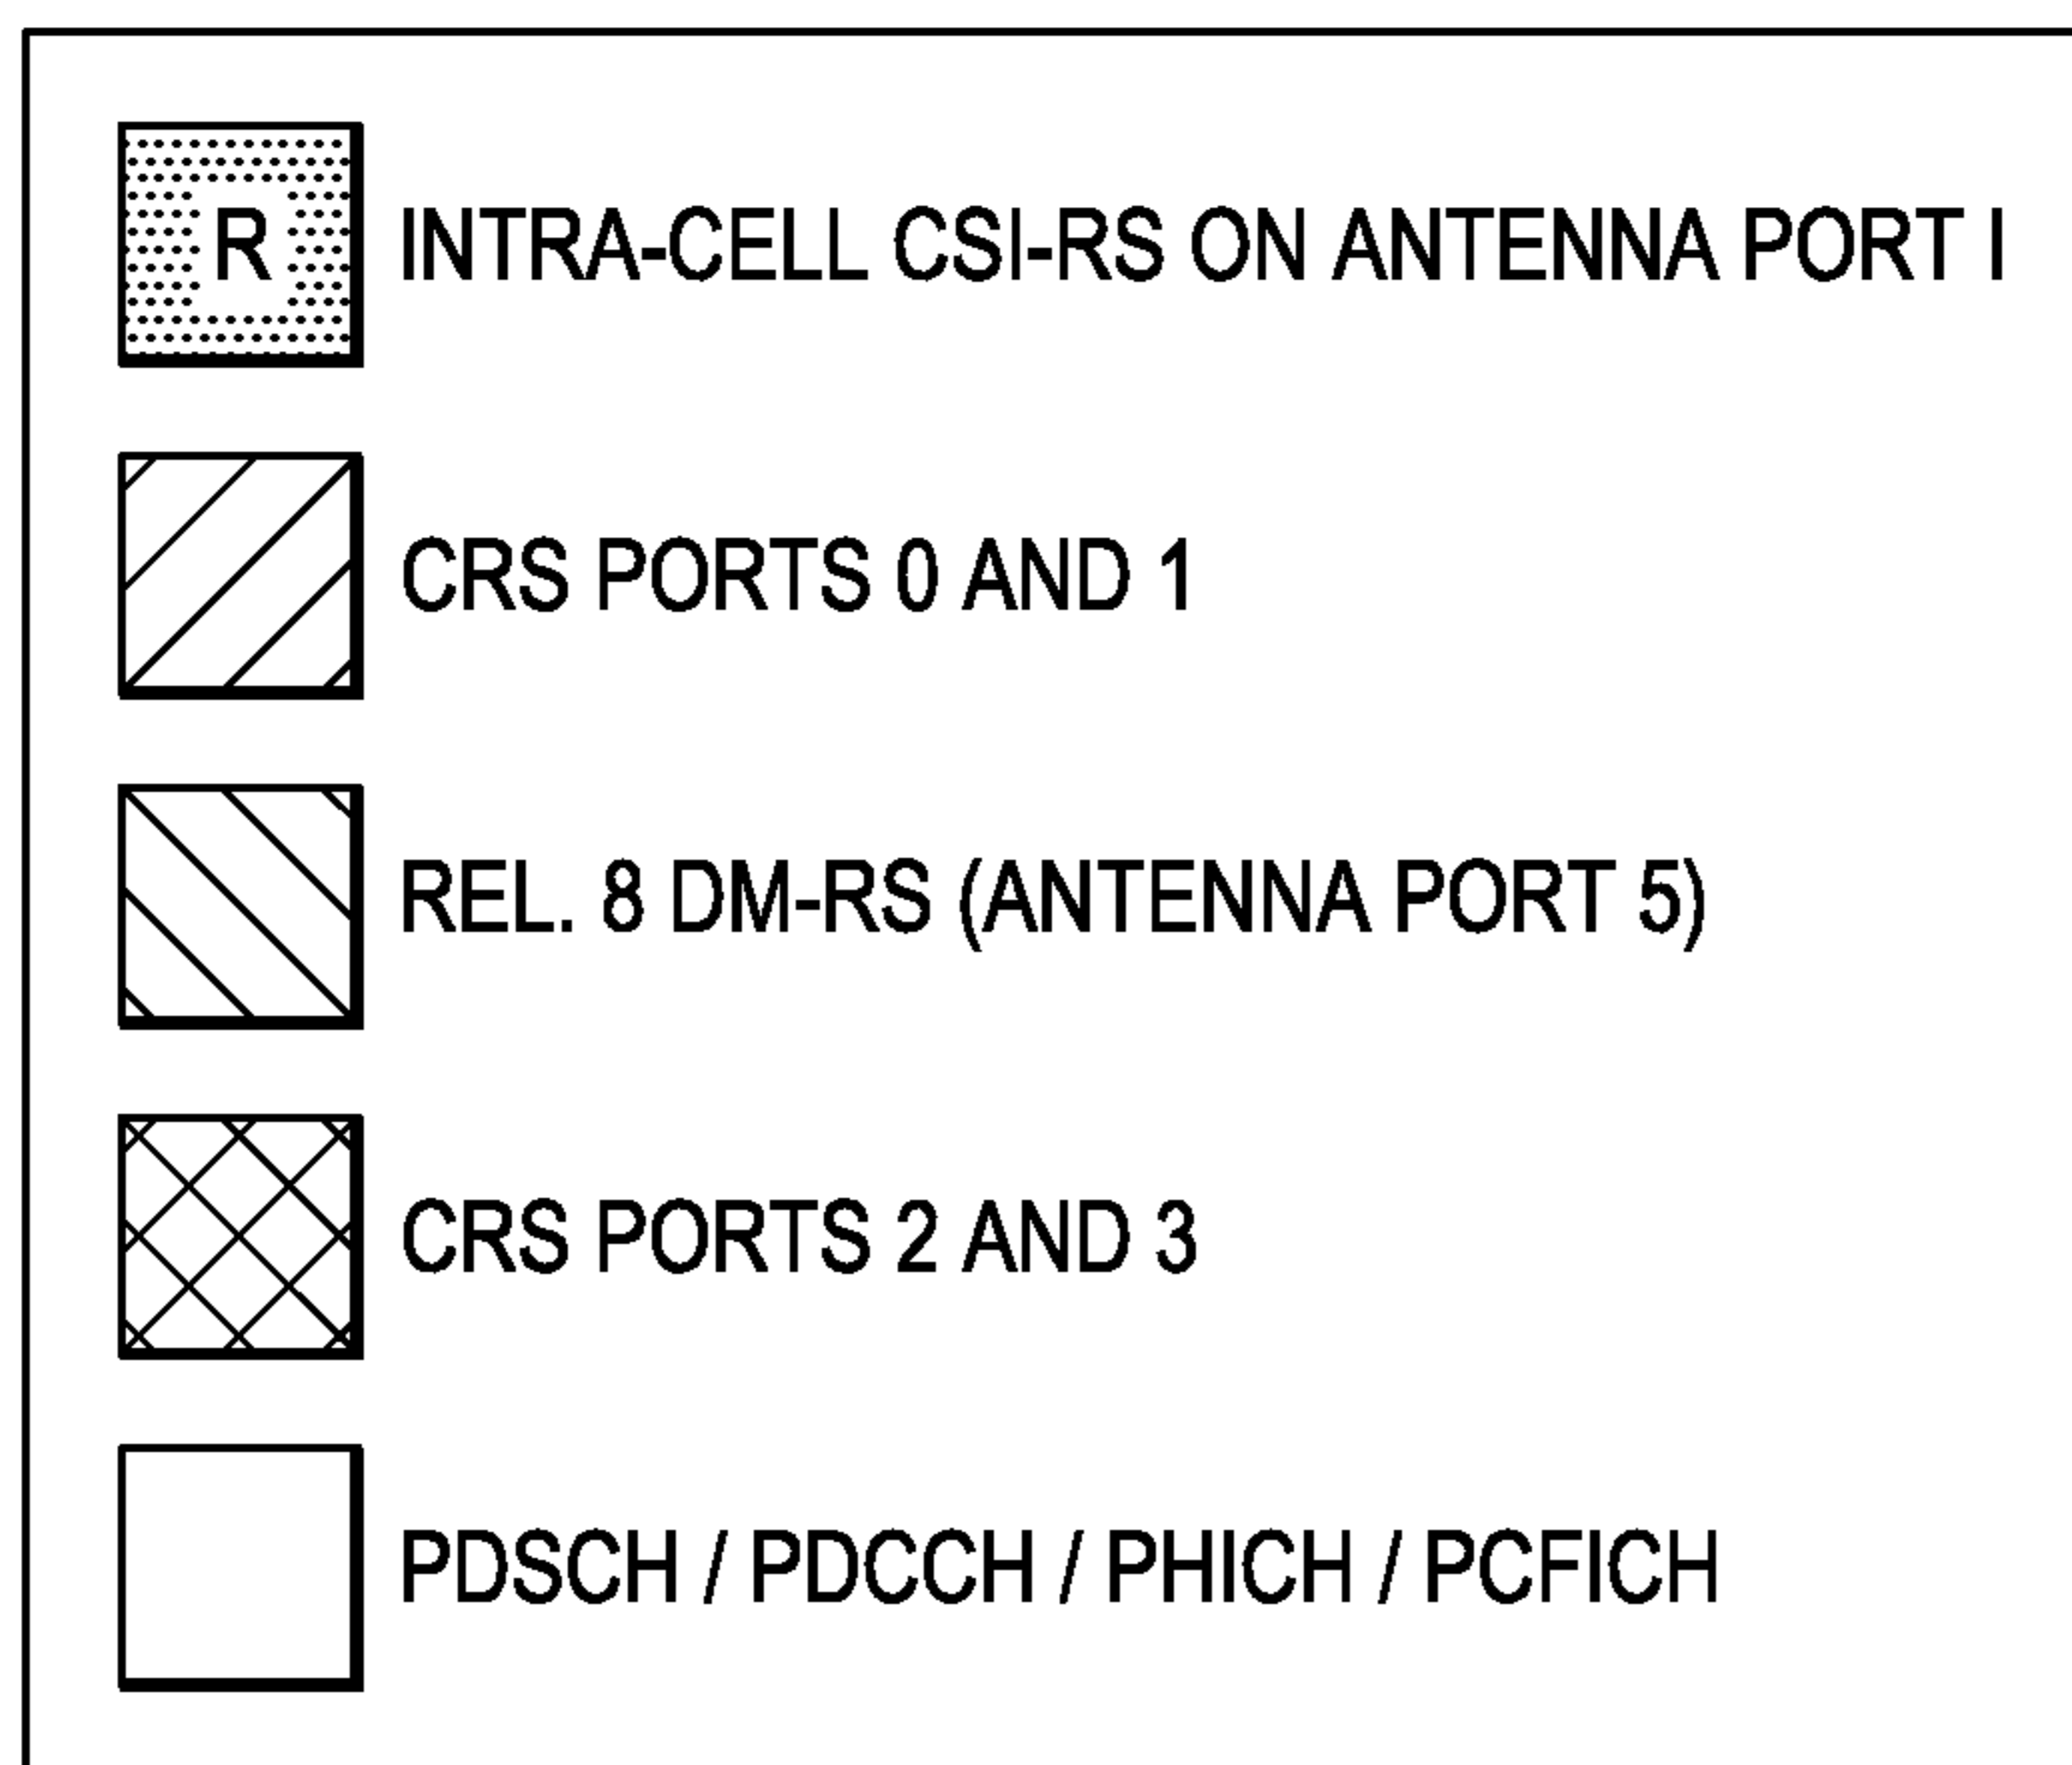 R INTRA-CELL CSI-RS ON ANTENNA PORT I
CRS PORTS 0 AND 1
REL. 8 DM-RS (ANTENNA PORT 5)
CRS PORTS 2 AND 3
PDSCH / PDCCH / PHICH / PCFICH